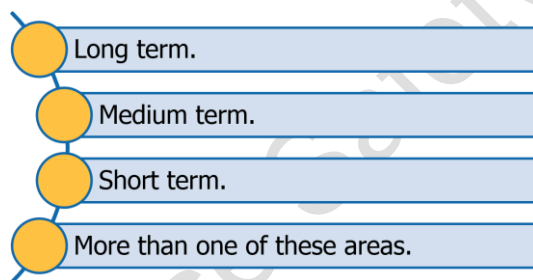 Long term.
Medium term.
Short term.
More than one of these areas.